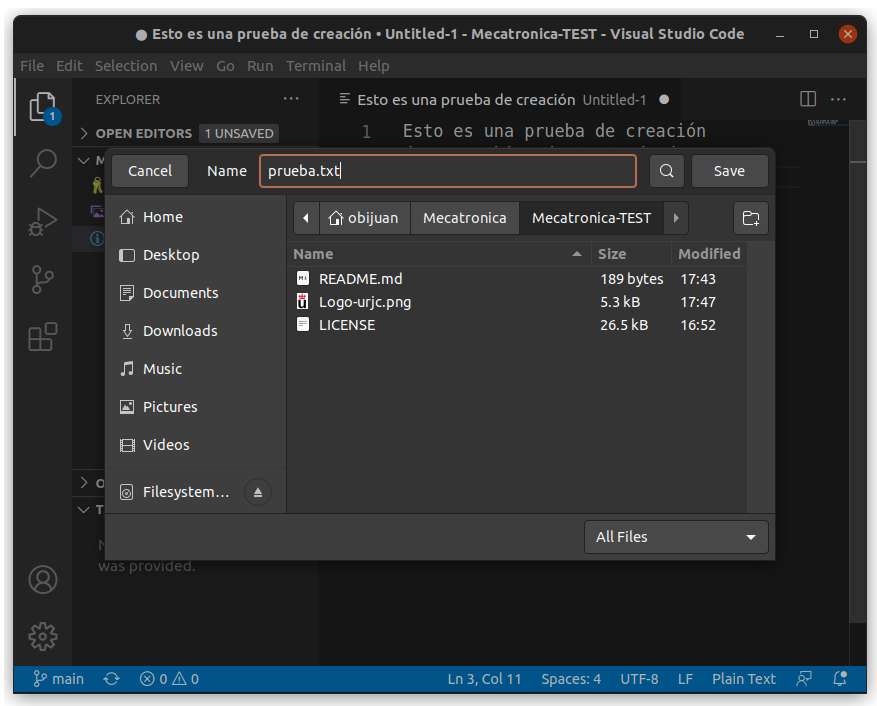 ● Esto es una prueba de creación • Untitled-1 - Mecatronica-TEST - Visual Studio Code
File Edit Selection View Go Run Terminal Help
EXPLORER ···
Esto es una prueba de creación Untitled-1 ●
OPEN EDITORS 1 UNSAVED
1 Esto es una prueba de creación
Cancel Name prueba.txt Save
Home
Desktop
Documents
Downloads
Music
Pictures
Videos
Filesystem…
obijuan Mecatronica Mecatronica-TEST
Name Size Modified
README.md 189 bytes 17:43
Logo-urjc.png 5.3 kB 17:47
LICENSE 26.5 kB 16:52
All Files
was provided.
1
main 0 0 Ln 3, Col 11 Spaces: 4 UTF-8 LF Plain Text